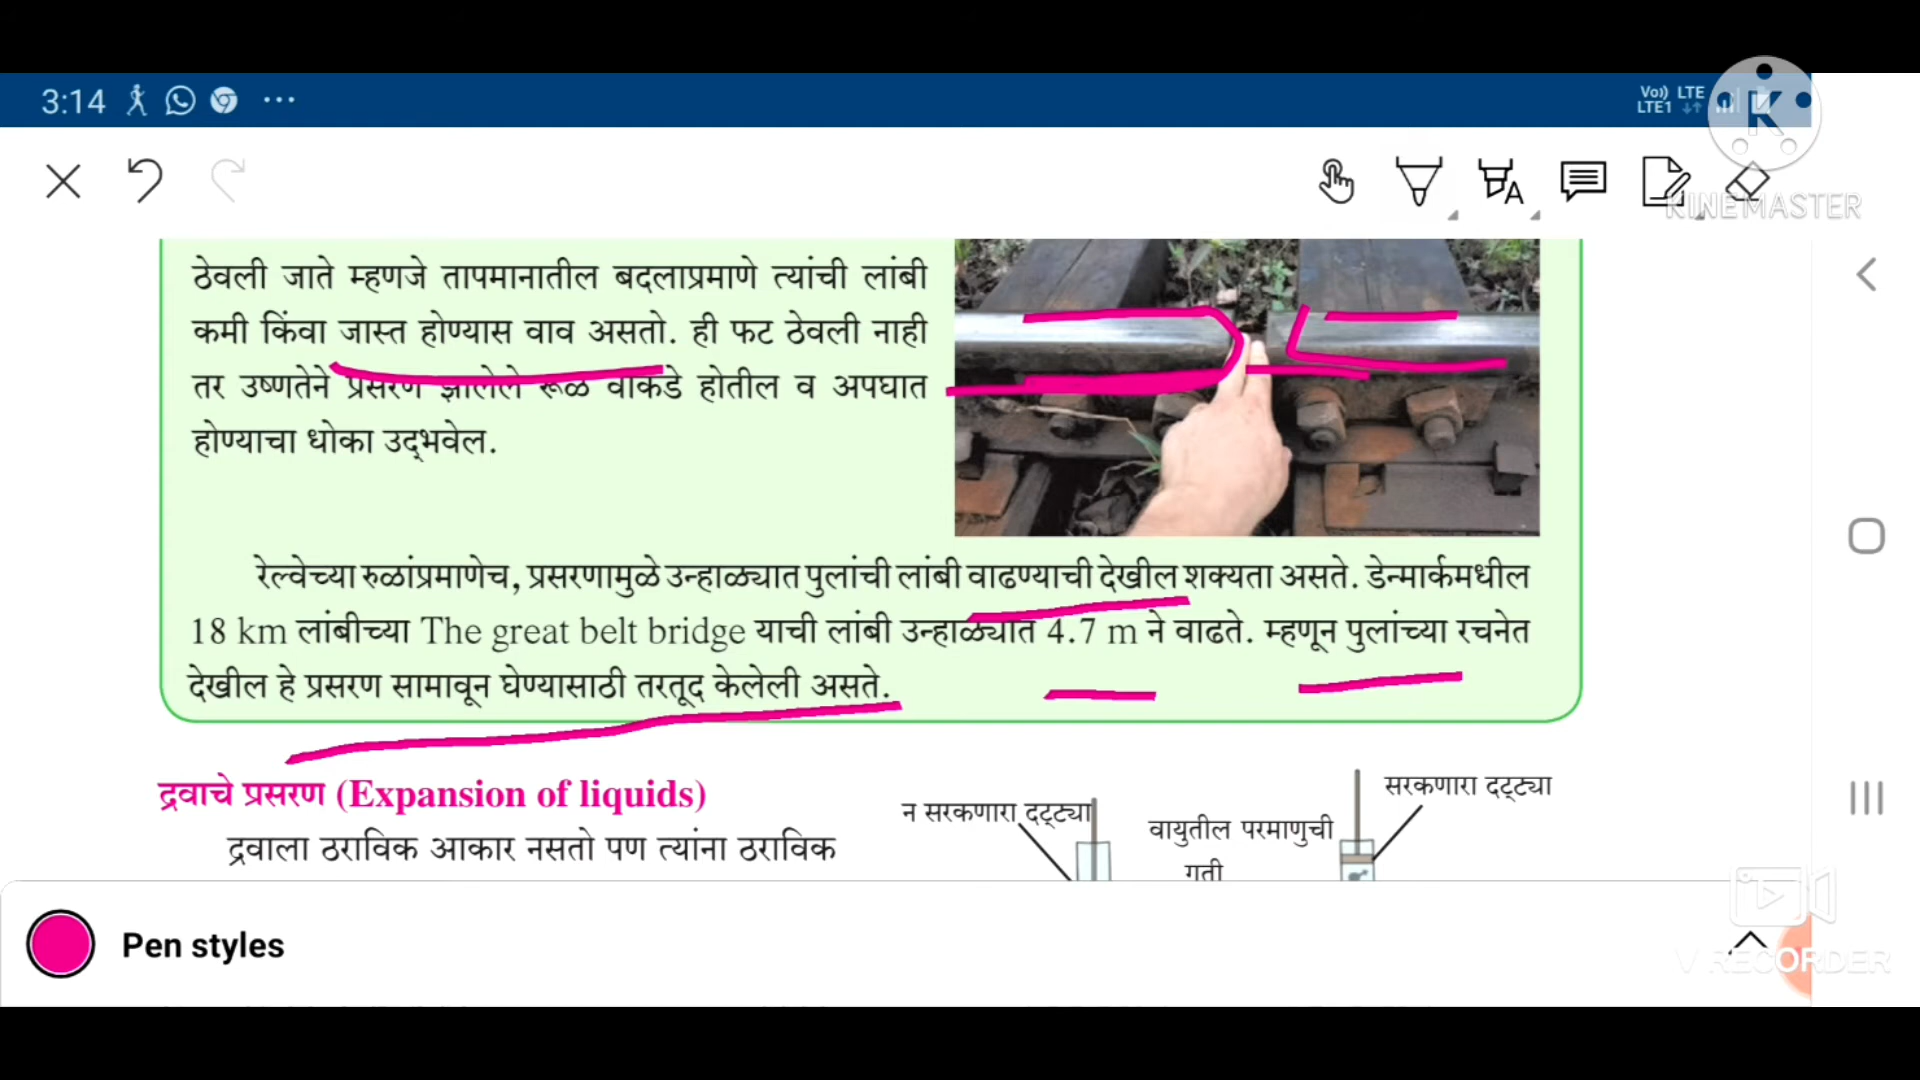 3:14
Vo)) LTE
LTE1
KINEMASTER
ठेवली जाते म्हणजे तापमानातील बदलाप्रमाणे त्यांची लांबी
कमी किंवा जास्त होण्यास वाव असतो. ही फट ठेवली नाही
तर उष्णतेने प्रसरण झालेले रूळ वाकडे होतील व अपघात
होण्याचा धोका उद्भवेल.
रेल्वेच्या रुळांप्रमाणेच, प्रसरणामुळे उन्हाळ्यात पुलांची लांबी वाढण्याची देखील शक्यता असते. डेन्मार्कमधील
18 km लांबीच्या The great belt bridge याची लांबी उन्हाळ्यात 4.7 m ने वाढते. म्हणून पुलांच्या रचनेत
देखील हे प्रसरण सामावून घेण्यासाठी तरतूद केलेली असते.
द्रवाचे प्रसरण (Expansion of liquids)
द्रवाला ठराविक आकार नसतो पण त्यांना ठराविक
न सरकणारा दट्ट्या
वायुतील परमाणुची
गती
सरकणारा दट्ट्या
Pen styles
V RECORDER